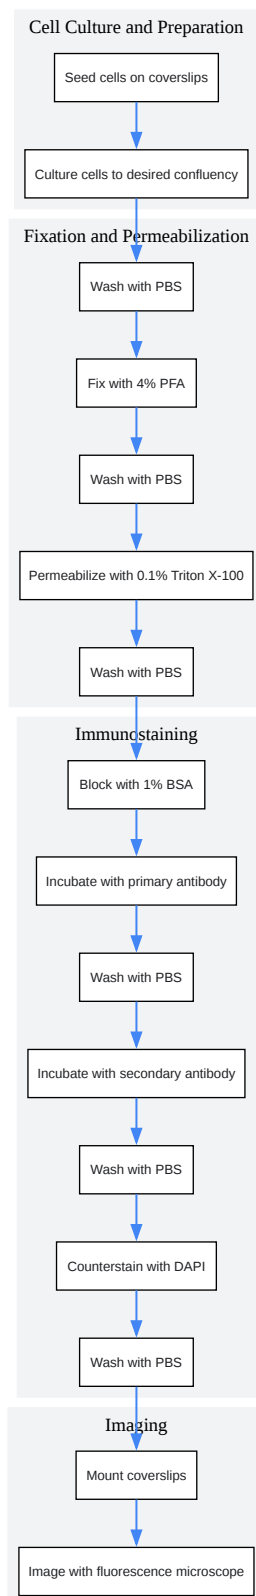 Cell Culture and Preparation
Seed cells on coverslips
Culture cells to desired confluency
Fixation and Permeabilization
Wash with PBS
Fix with 4% PFA
Wash with PBS
Permeabilize with 0.1% Triton X-100
Wash with PBS
Immunostaining
Block with 1% BSA
Incubate with primary antibody
Wash with PBS
Incubate with secondary antibody
Wash with PBS
Counterstain with DAPI
Wash with PBS
Imaging
Mount coverslips
Image with fluorescence microscope